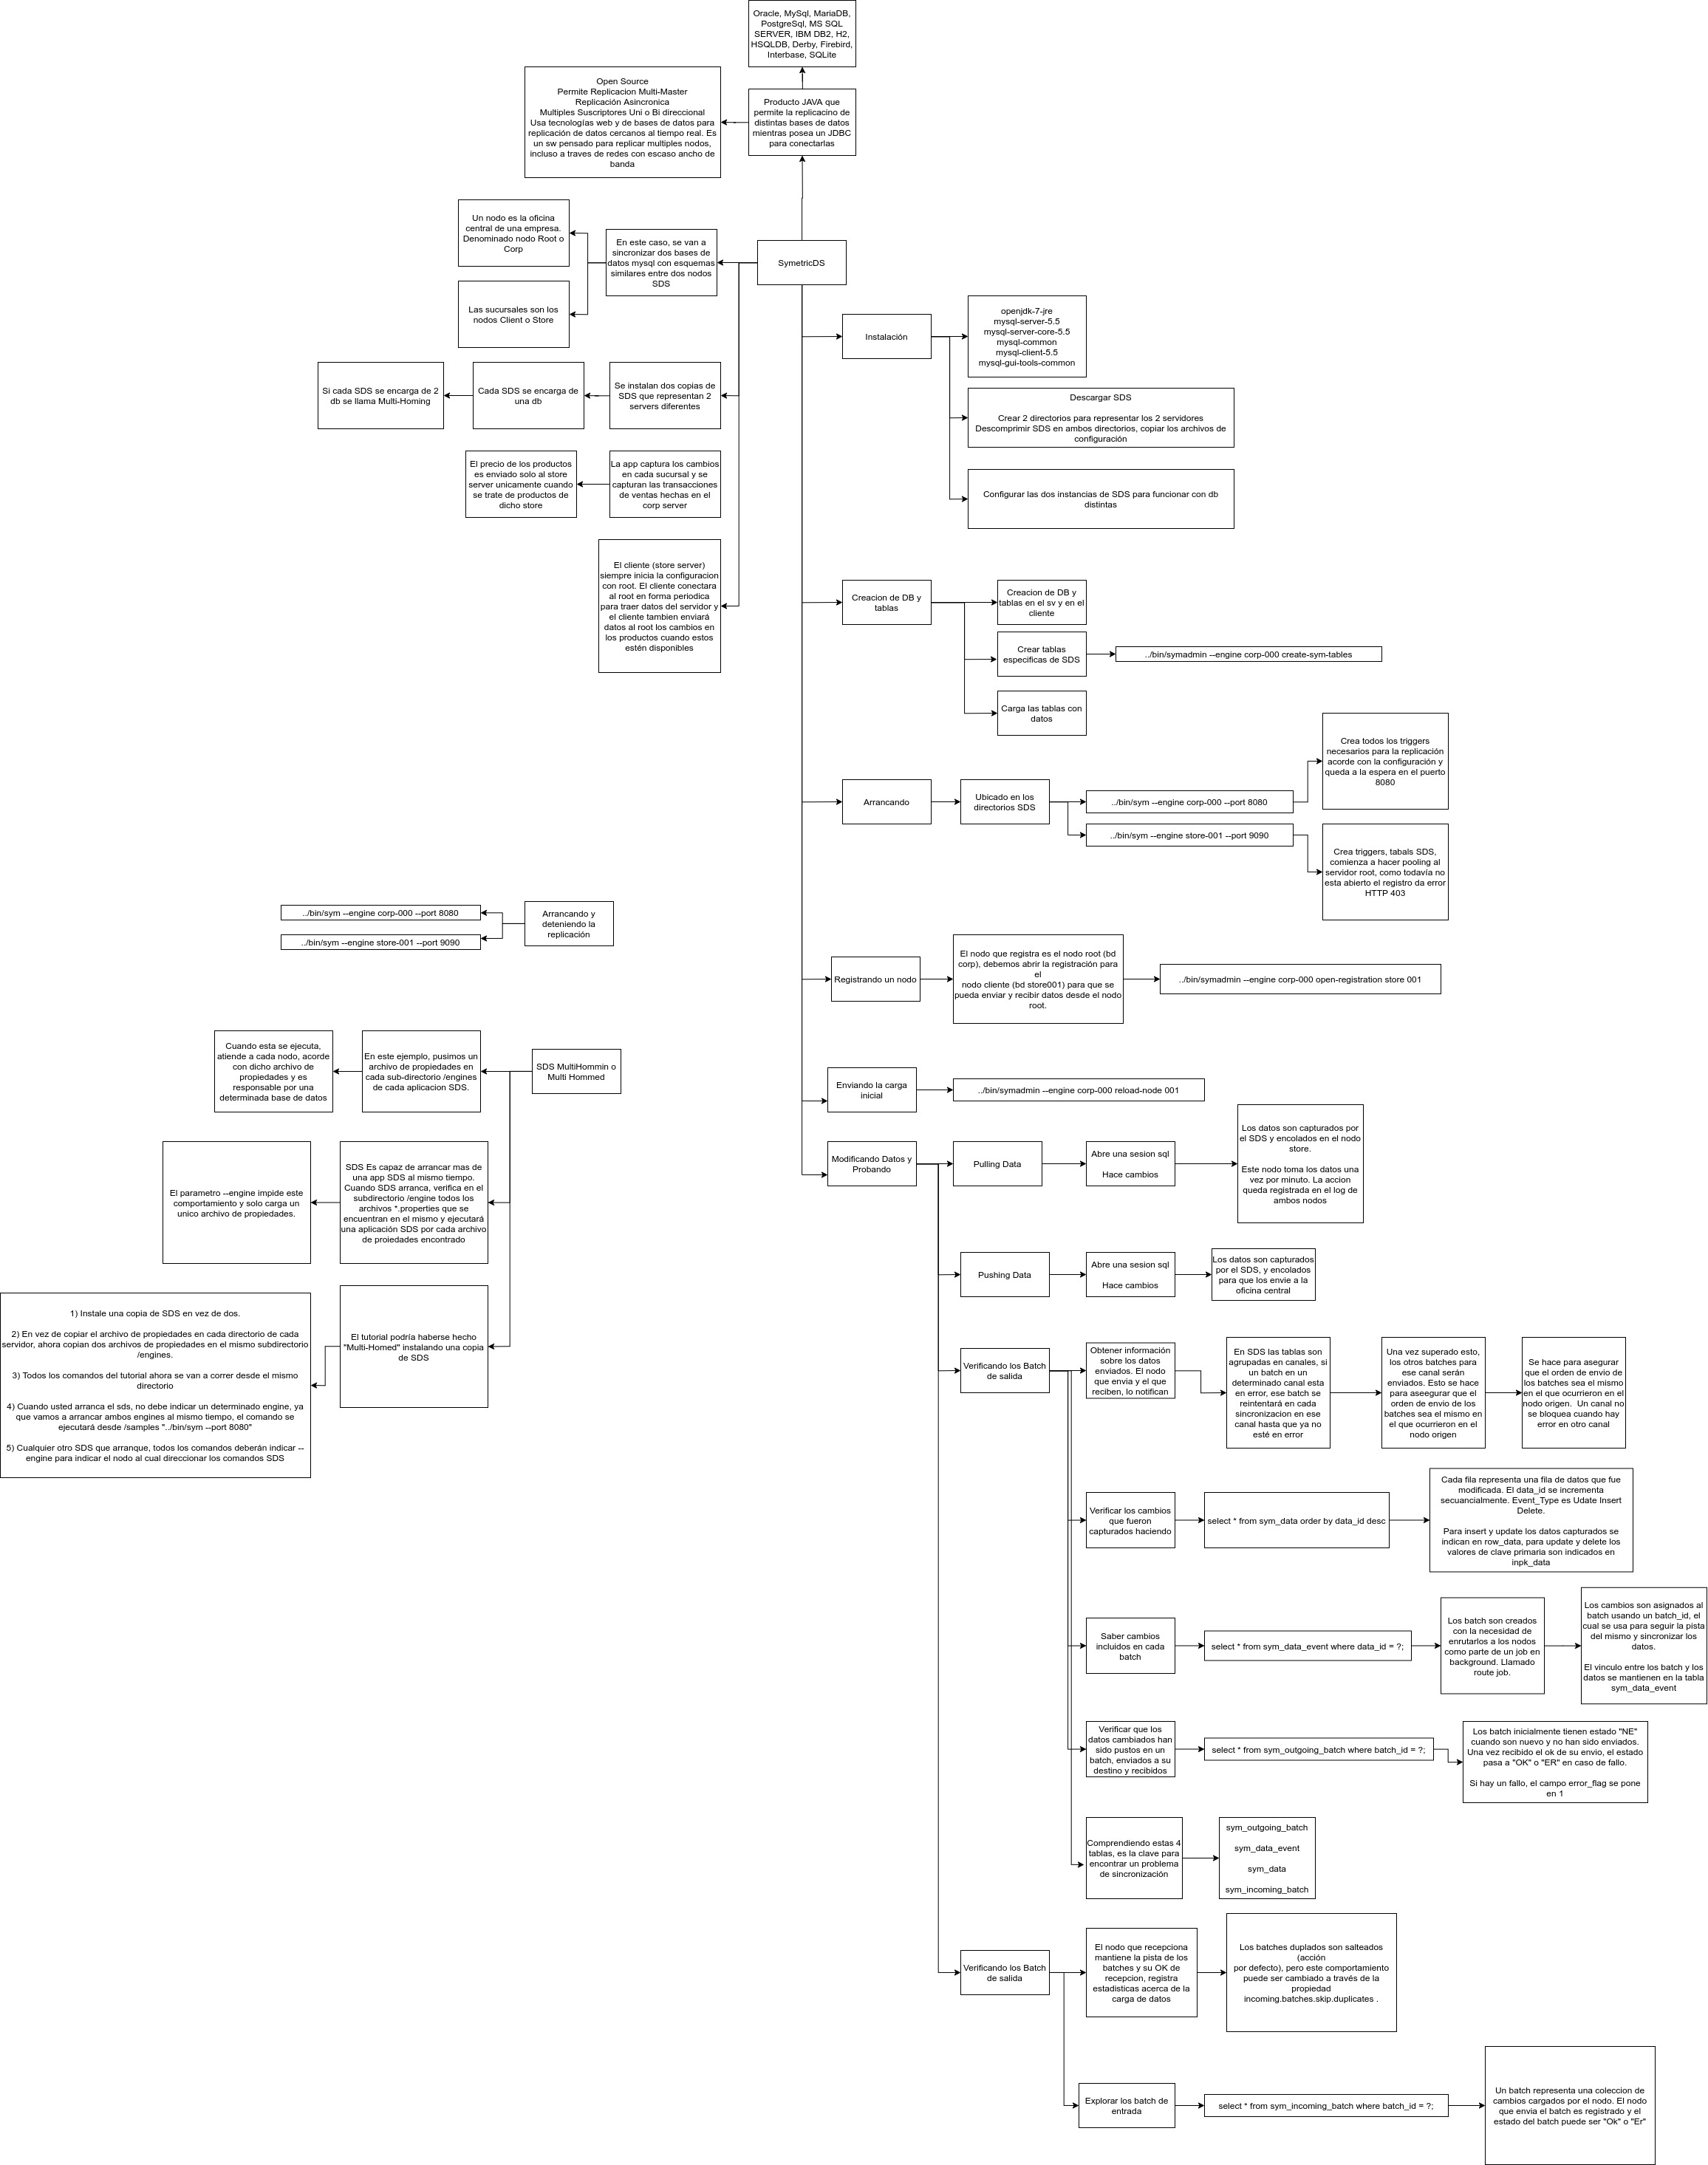 Oracle, MySql, MariaDB,
PostgreSql, MS SQL
SERVER, IBM DB2, H2,
HSQLDB, Derby, Firebird,
Interbase, SQLite
Open Source
Permite Replicacion Multi-Master
Replicación Asincronica
Multiples Suscriptores Uni o Bi direccional
Usa tecnologías web y de bases de datos para
replicación de datos cercanos al tiempo real. Es
un sw pensado para replicar multiples nodos,
incluso a traves de redes con escaso ancho de
banda
Producto JAVA que
permite la replicacino de
distintas bases de datos
mientras posea un JDBC
para conectarlas
Un nodo es la oficina
central de una empresa.
Denominado nodo Root o
Corp
En este caso, se van a
sincronizar dos bases de
datos mysql con esquemas
similares entre dos nodos
SDS
SymetricDS
Las sucursales son los
nodos Client o Store
Instalación
openjdk-7-jre
mysql-server-5.5
mysql-server-core-5.5
mysql-common
mysql-client-5.5
mysql-gui-tools-common
Si cada SDS se encarga de 2
db se llama Multi-Homing
Cada SDS se encarga de
una db
Se instalan dos copias de
SDS que representan 2
servers diferentes
Descargar SDS
Crear 2 directorios para representar los 2 servidores
Descomprimir SDS en ambos directorios, copiar los archivos de
configuración
El precio de los productos
es enviado solo al store
server unicamente cuando
se trate de productos de
dicho store
La app captura los cambios
en cada sucursal y se
capturan las transacciones
de ventas hechas en el
corp server
Configurar las dos instancias de SDS para funcionar con db
distintas
El cliente (store server)
siempre inicia la configuracion
con root. El cliente conectara
al root en forma periodica
para traer datos del servidor y
el cliente tambien enviará
datos al root los cambios en
los productos cuando estos
estén disponibles
Creacion de DB y
tablas
Creacion de DB y
tablas en el sv y en el
cliente
Crear tablas
especificas de SDS
../bin/symadmin --engine corp-000 create-sym-tables
Carga las tablas con
datos
Arrancando
Ubicado en los
directorios SDS
../bin/sym --engine corp-000 --port 8080
Crea todos los triggers
necesarios para la replicación
acorde con la configuración y
queda a la espera en el puerto
8080
../bin/sym --engine store-001 --port 9090
Crea triggers, tabals SDS,
comienza a hacer pooling al
servidor root, como todavía no
esta abierto el registro da error
HTTP 403
../bin/sym --engine corp-000 --port 8080
../bin/sym --engine store-001 --port 9090
Arrancando y
deteniendo la
replicación
Registrando un nodo
El nodo que registra es el nodo root (bd
corp), debemos abrir la registración para
el
nodo cliente (bd store001) para que se
pueda enviar y recibir datos desde el nodo
root.
../bin/symadmin --engine corp-000 open-registration store 001
Cuando esta se ejecuta,
atiende a cada nodo, acorde
con dicho archivo de
propiedades y es
responsable por una
determinada base de datos
En este ejemplo, pusimos un
archivo de propiedades en
cada sub-directorio /engines
de cada aplicacion SDS.
SDS MultiHommin o
Multi Hommed
Enviando la carga
inicial
../bin/symadmin --engine corp-000 reload-node 001
El parametro --engine impide este
comportamiento y solo carga un
unico archivo de propiedades.
SDS Es capaz de arrancar mas de
una app SDS al mismo tiempo.
Cuando SDS arranca, verifica en el
subdirectorio /engine todos los
archivos *.properties que se
encuentran en el mismo y ejecutará
una aplicación SDS por cada archivo
de proiedades encontrado
Modificando Datos y
Probando
Pulling Data
Abre una sesion sql
Hace cambios
Los datos son capturados por
el SDS y encolados en el nodo
store.
Este nodo toma los datos una
vez por minuto. La accion
queda registrada en el log de
ambos nodos
Pushing Data
Abre una sesion sql
Hace cambios
Los datos son capturados
por el SDS, y encolados
para que los envie a la
oficina central
1) Instale una copia de SDS en vez de dos.
2) En vez de copiar el archivo de propiedades en cada directorio de cada
servidor, ahora copian dos archivos de propiedades en el mismo subdirectorio
/engines.
3) Todos los comandos del tutorial ahora se van a correr desde el mismo
directorio
4) Cuando usted arranca el sds, no debe indicar un determinado engine, ya
que vamos a arrancar ambos engines al mismo tiempo, el comando se
ejecutará desde /samples "../bin/sym --port 8080"
5) Cualquier otro SDS que arranque, todos los comandos deberán indicar --
engine para indicar el nodo al cual direccionar los comandos SDS
El tutorial podría haberse hecho
"Multi-Homed" instalando una copia
de SDS
Verificando los Batch
de salida
Obtener información
sobre los datos
enviados. El nodo
que envia y el que
reciben, lo notifican
En SDS las tablas son
agrupadas en canales, si
un batch en un
determinado canal esta
en error, ese batch se
reintentará en cada
sincronizacion en ese
canal hasta que ya no
esté en error
Una vez superado esto,
los otros batches para
ese canal serán
enviados. Esto se hace
para aseegurar que el
orden de envio de los
batches sea el mismo en
el que ocurrieron en el
nodo origen
Se hace para asegurar
que el orden de envio de
los batches sea el mismo
en el que ocurrieron en el
nodo origen. Un canal no
se bloquea cuando hay
error en otro canal
Verificar los cambios
que fueron
capturados haciendo
select * from sym_data order by data_id desc
Cada fila representa una fila de datos que fue
modificada. El data_id se incrementa
secuancialmente. Event_Type es Udate Insert
Delete.
Para insert y update los datos capturados se
indican en row_data, para update y delete los
valores de clave primaria son indicados en
inpk_data
Saber cambios
incluidos en cada
batch
select * from sym_data_event where data_id = ?;
Los batch son creados
con la necesidad de
enrutarlos a los nodos
como parte de un job en
background. Llamado
route job.
Los cambios son asignados al
batch usando un batch_id, el
cual se usa para seguir la pista
del mismo y sincronizar los
datos.
El vinculo entre los batch y los
datos se mantienen en la tabla
sym_data_event
Verificar que los
datos cambiados han
sido pustos en un
batch, enviados a su
destino y recibidos
select * from sym_outgoing_batch where batch_id = ?;
Los batch inicialmente tienen estado "NE"
cuando son nuevo y no han sido enviados.
Una vez recibido el ok de su envio, el estado
pasa a "OK" o "ER" en caso de fallo.
Si hay un fallo, el campo error_flag se pone
en 1
Comprendiendo estas 4
tablas, es la clave para
encontrar un problema
de sincronización
sym_outgoing_batch
sym_data_event
sym_data
sym_incoming_batch
Verificando los Batch
de salida
El nodo que recepciona
mantiene la pista de los
batches y su OK de
recepcion, registra
estadisticas acerca de la
carga de datos
Los batches duplados son salteados
(acción
por defecto), pero este comportamiento
puede ser cambiado a través de la
propiedad
incoming.batches.skip.duplicates .
Explorar los batch de
entrada
select * from sym_incoming_batch where batch_id = ?;
Un batch representa una coleccion de
cambios cargados por el nodo. El nodo
que envia el batch es registrado y el
estado del batch puede ser "Ok" o "Er"